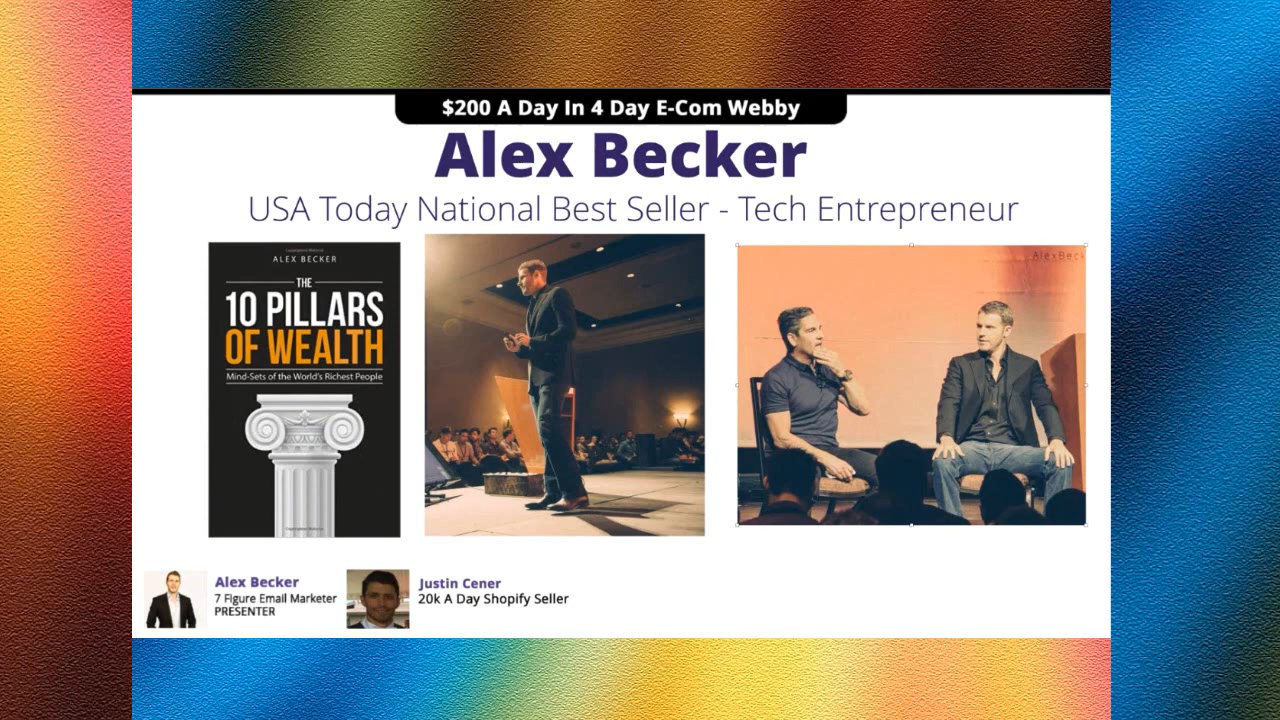 $200 A Day In 4 Day E-Com Webby
Alex Becker
USA Today National Best Seller - Tech Entrepreneur
ALEX BECKER
THE
10 PILLARS
OF WEALTH
Mind-Sets of the World's Richest People
AlexBeck
Alex Becker
7 Figure Email Marketer
PRESENTER
Justin Cener
20k A Day Shopify Seller